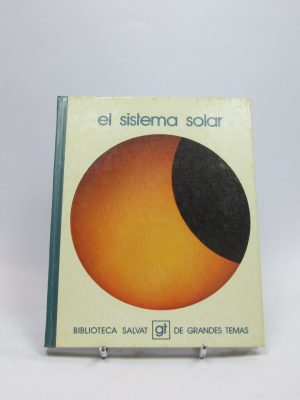 el sistema solar
BIBLIOTECA SALVAT gt DE GRANDES TEMAS